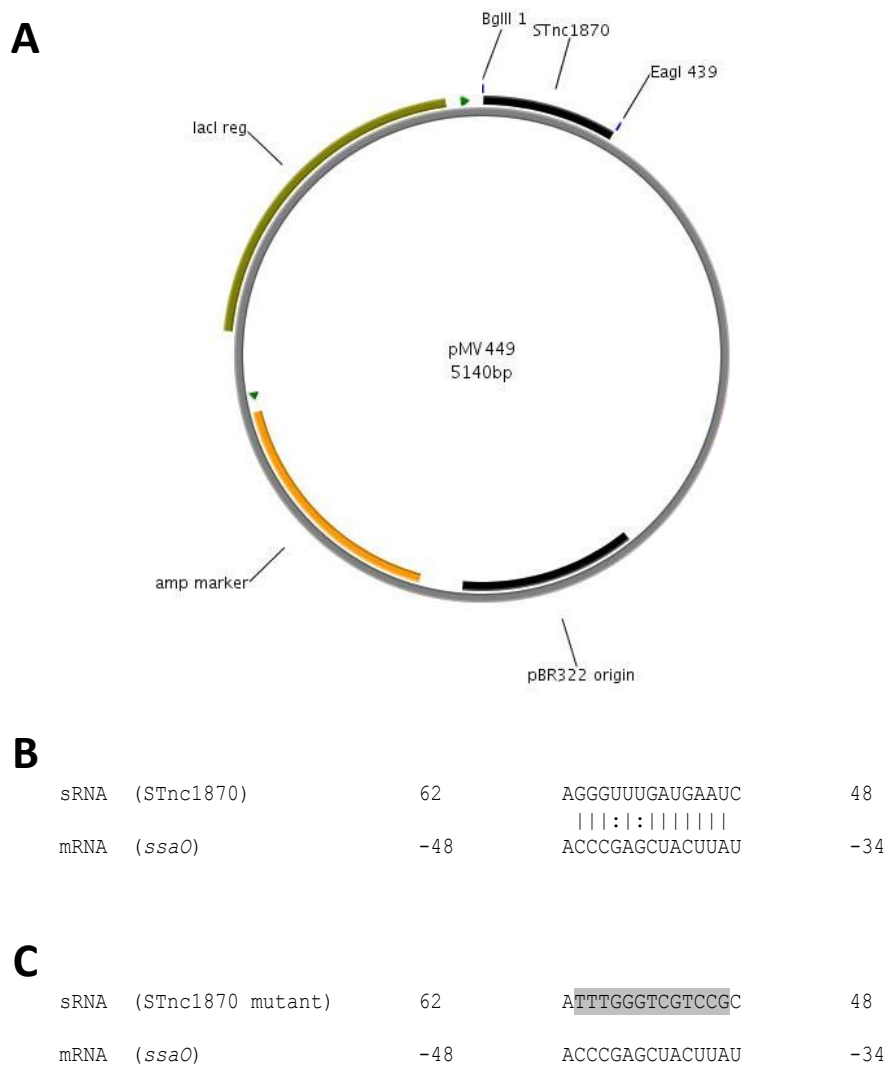 A
BglII 1
STnc1870
EagI 439
lacI reg
pMV449
5140bp
amp marker
pBR322 origin
B
sRNA (STnc1870) 62 AGGGUUUGAUGAAUC 48
|||:|:|||||||
mRNA (ssaO) -48 ACCCGAGCUACUUAU -34
C
sRNA (STnc1870 mutant) 62 ATTTGGGTCGTCCGC 48
mRNA (ssaO) -48 ACCCGAGCUACUUAU -34